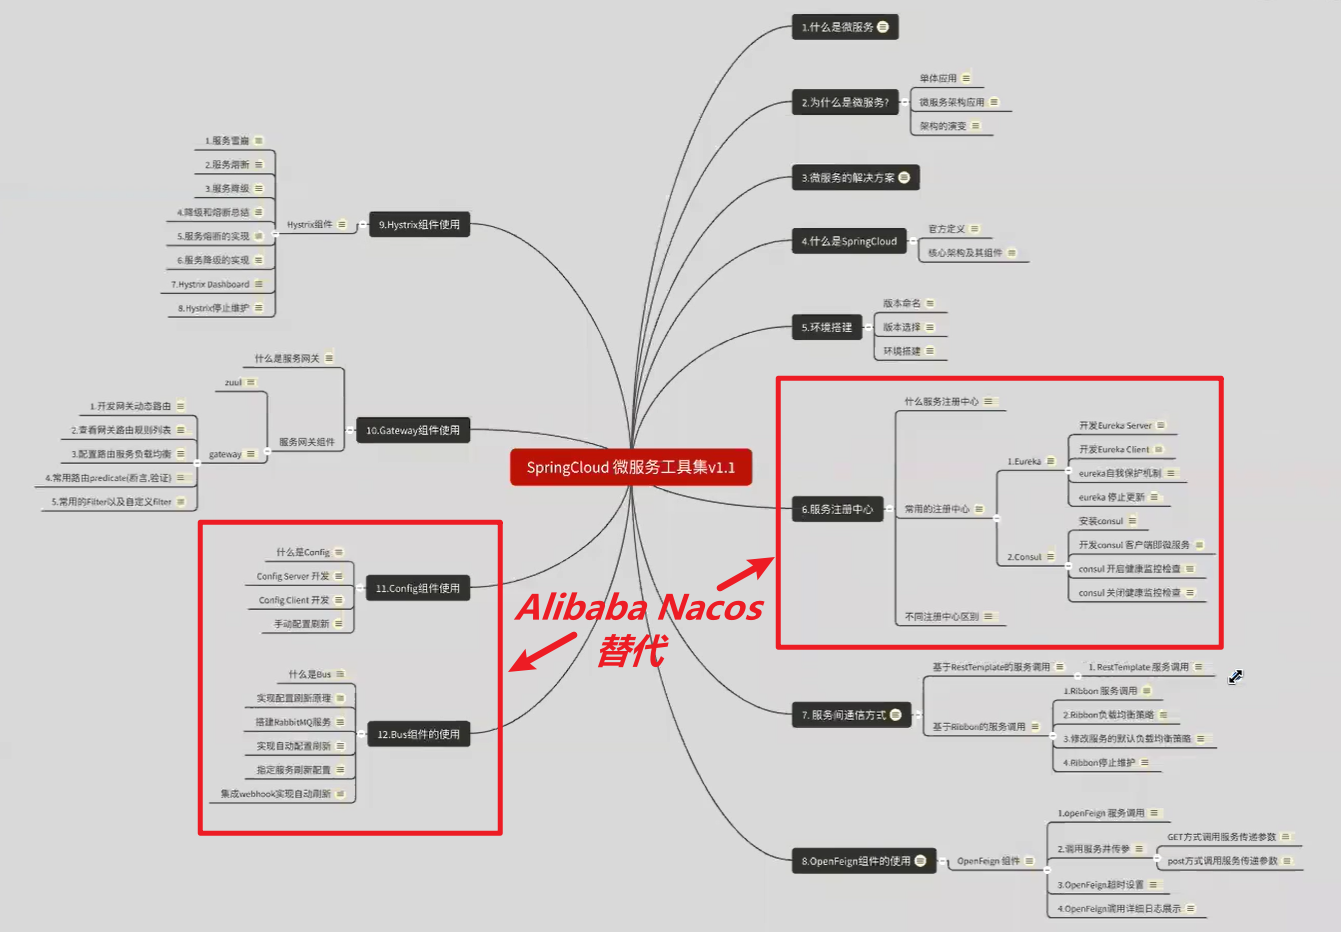 SpringCloud 微服务工具集v1.1
1.什么是微服务
2.为什么是微服务?
单体应用
微服务架构应用
架构的演变
3.微服务的解决方案
4.什么是SpringCloud
官方定义
核心架构及其组件
5.环境搭建
版本命名
版本选择
环境搭建
6.服务注册中心
什么服务注册中心
常用的注册中心
1.Eureka
开发Eureka Server
开发Eureka Client
eureka自我保护机制
eureka 停止更新
2.Consul
安装consul
开发consul 客户端即微服务
consul 开启健康监控检查
consul 关闭健康监控检查
不同注册中心区别
7. 服务间通信方式
基于RestTemplate的服务调用
1. RestTemplate 服务调用
基于Ribbon的服务调用
1.Ribbon 服务调用
2.Ribbon负载均衡策略
3.修改服务的默认负载均衡策略
4.Ribbon停止维护
8.OpenFeign组件的使用
OpenFeign 组件
1.openFeign 服务调用
2.调用服务并传参
GET方式调用服务传递参数
post方式调用服务传递参数
3.OpenFeign超时设置
4.OpenFeign调用详细日志展示
9.Hystrix组件使用
Hystrix组件
1.服务雪崩
2.服务熔断
3.服务降级
4.降级和熔断总结
5.服务熔断的实现
6.服务降级的实现
7.Hystrix Dashboard
8.Hystrix停止维护
10.Gateway组件使用
什么是服务网关
服务网关组件
zuul
gateway
1.开发网关动态路由
2.查看网关路由规则列表
3.配置路由服务负载均衡
4.常用路由predicate(断言,验证)
5.常用的Filter以及自定义filter
11.Config组件使用
什么是Config
Config Server 开发
Config Client 开发
手动配置刷新
12.Bus组件的使用
什么是Bus
实现配置刷新原理
搭建RabbitMQ服务
实现自动配置刷新
指定服务刷新配置
集成webhook实现自动刷新
Alibaba Nacos
替代